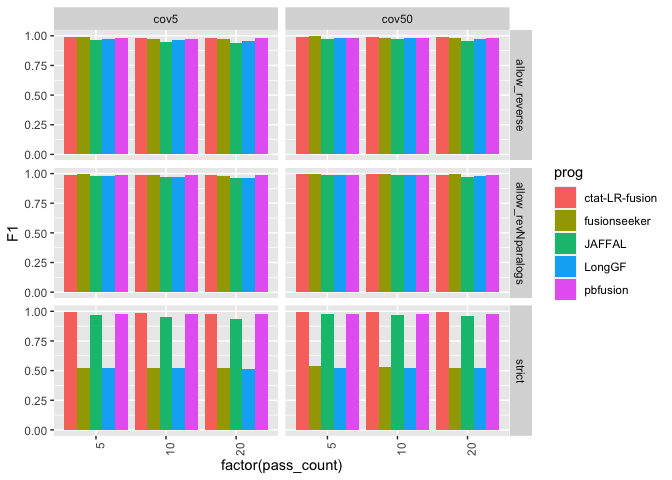 cov5
cov50
1.00
0.75
0.50
0.25
0.00
allow_reverse
1.00
0.75
0.50
0.25
0.00
allow_revNparalogs
1.00
0.75
0.50
0.25
0.00
strict
F1
5
10
20
5
10
20
factor(pass_count)
prog
ctat-LR-fusion
fusionseeker
JAFFAL
LongGF
pbfusion